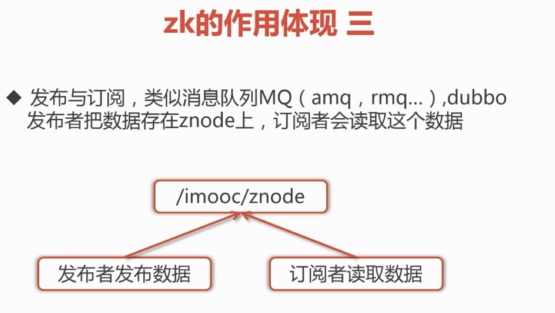 zk的作用体现 三
◆ 发布与订阅，类似消息队列MQ（amq，rmq...）,dubbo
发布者把数据存在znode上，订阅者会读取这个数据
/imooc/znode
发布者发布数据
订阅者读取数据